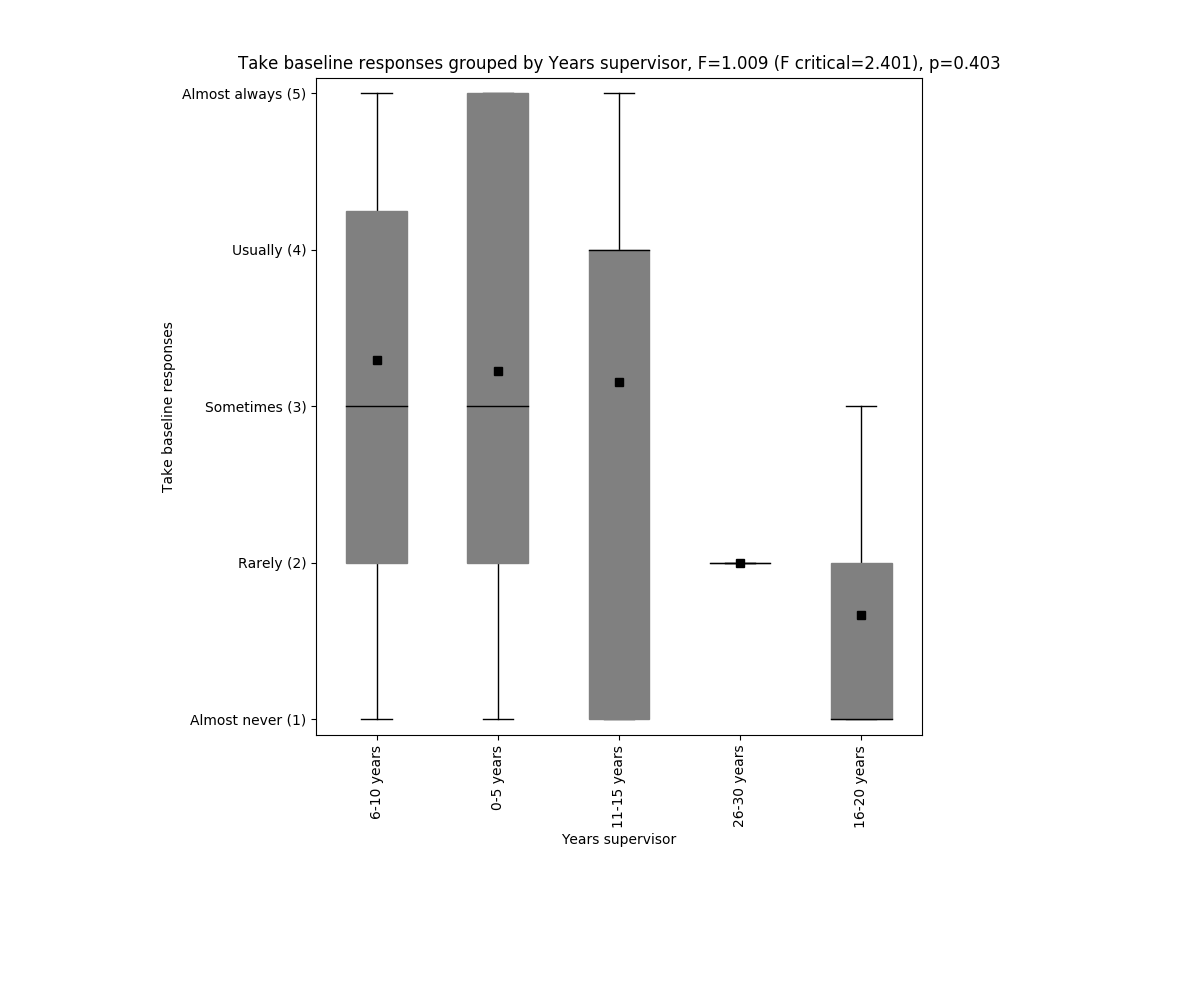 Take baseline responses grouped by Years supervisor, F=1.009 (F critical=2.401), p=0.403
Almost always (5)
Usually (4)
Sometimes (3)
Rarely (2)
Almost never (1)
Take baseline responses
6-10 years
0-5 years
11-15 years
26-30 years
16-20 years
Years supervisor